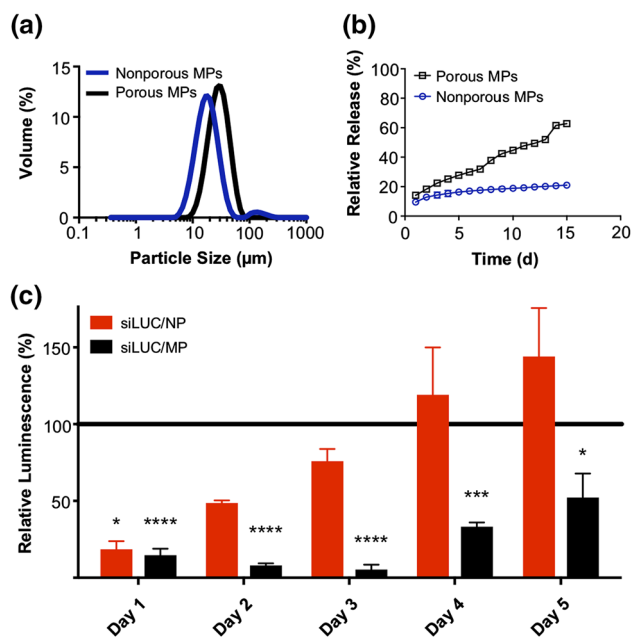 (a)
Volume (%)
15
10
5
0
Nonporous MPs
Porous MPs
0.1
1
10
100
1000
Particle Size (µm)
(b)
Relative Release (%)
100
80
60
40
20
0
Porous MPs
Nonporous MPs
0
5
10
15
20
Time (d)
(c)
Relative Luminescence (%)
150
100
50
siLUC/NP
siLUC/MP
*
****
****
****
***
*
Day 1
Day 2
Day 3
Day 4
Day 5